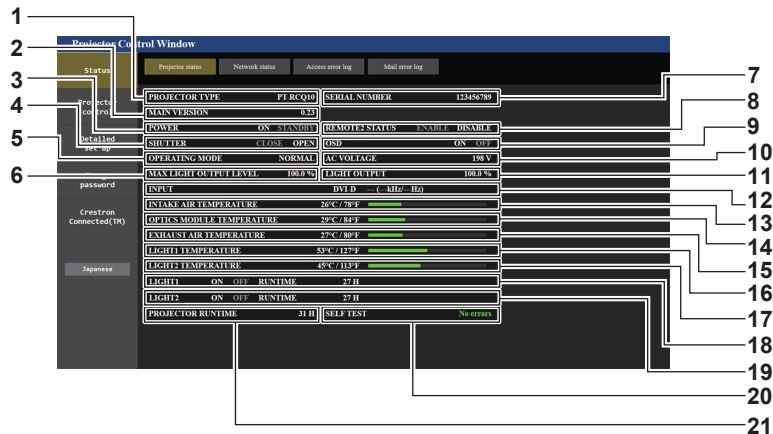 1
2
3
4
5
6
7
8
9
10
11
12
13
14
15
16
17
18
19
20
21
Projector Control Window
Status
Projector control
Detailed set up
password
Crestron Connected(TM)
Japanese
Projector status Network status Access error log Mail error log
PROJECTOR TYPE PT-RCQ10 SERIAL NUMBER 123456789
MAIN VERSION 0.23
POWER ON STANDBY REMOTE2 STATUS ENABLE DISABLE
SHUTTER CLOSE OPEN OSD ON OFF
OPERATING MODE NORMAL AC VOLTAGE 198 V
MAX LIGHT OUTPUT LEVEL 100.0 % LIGHT OUTPUT 100.0 %
INPUT DVI-D — (—kHz/—Hz)
INTAKE AIR TEMPERATURE 26°C / 78°F
OPTICS MODULE TEMPERATURE 29°C / 84°F
EXHAUST AIR TEMPERATURE 27°C / 80°F
LIGHT1 TEMPERATURE 53°C / 127°F
LIGHT2 TEMPERATURE 45°C / 113°F
LIGHT1 ON OFF RUNTIME 27 H
LIGHT2 ON OFF RUNTIME 27 H
PROJECTOR RUNTIME 31 H SELF TEST No errors